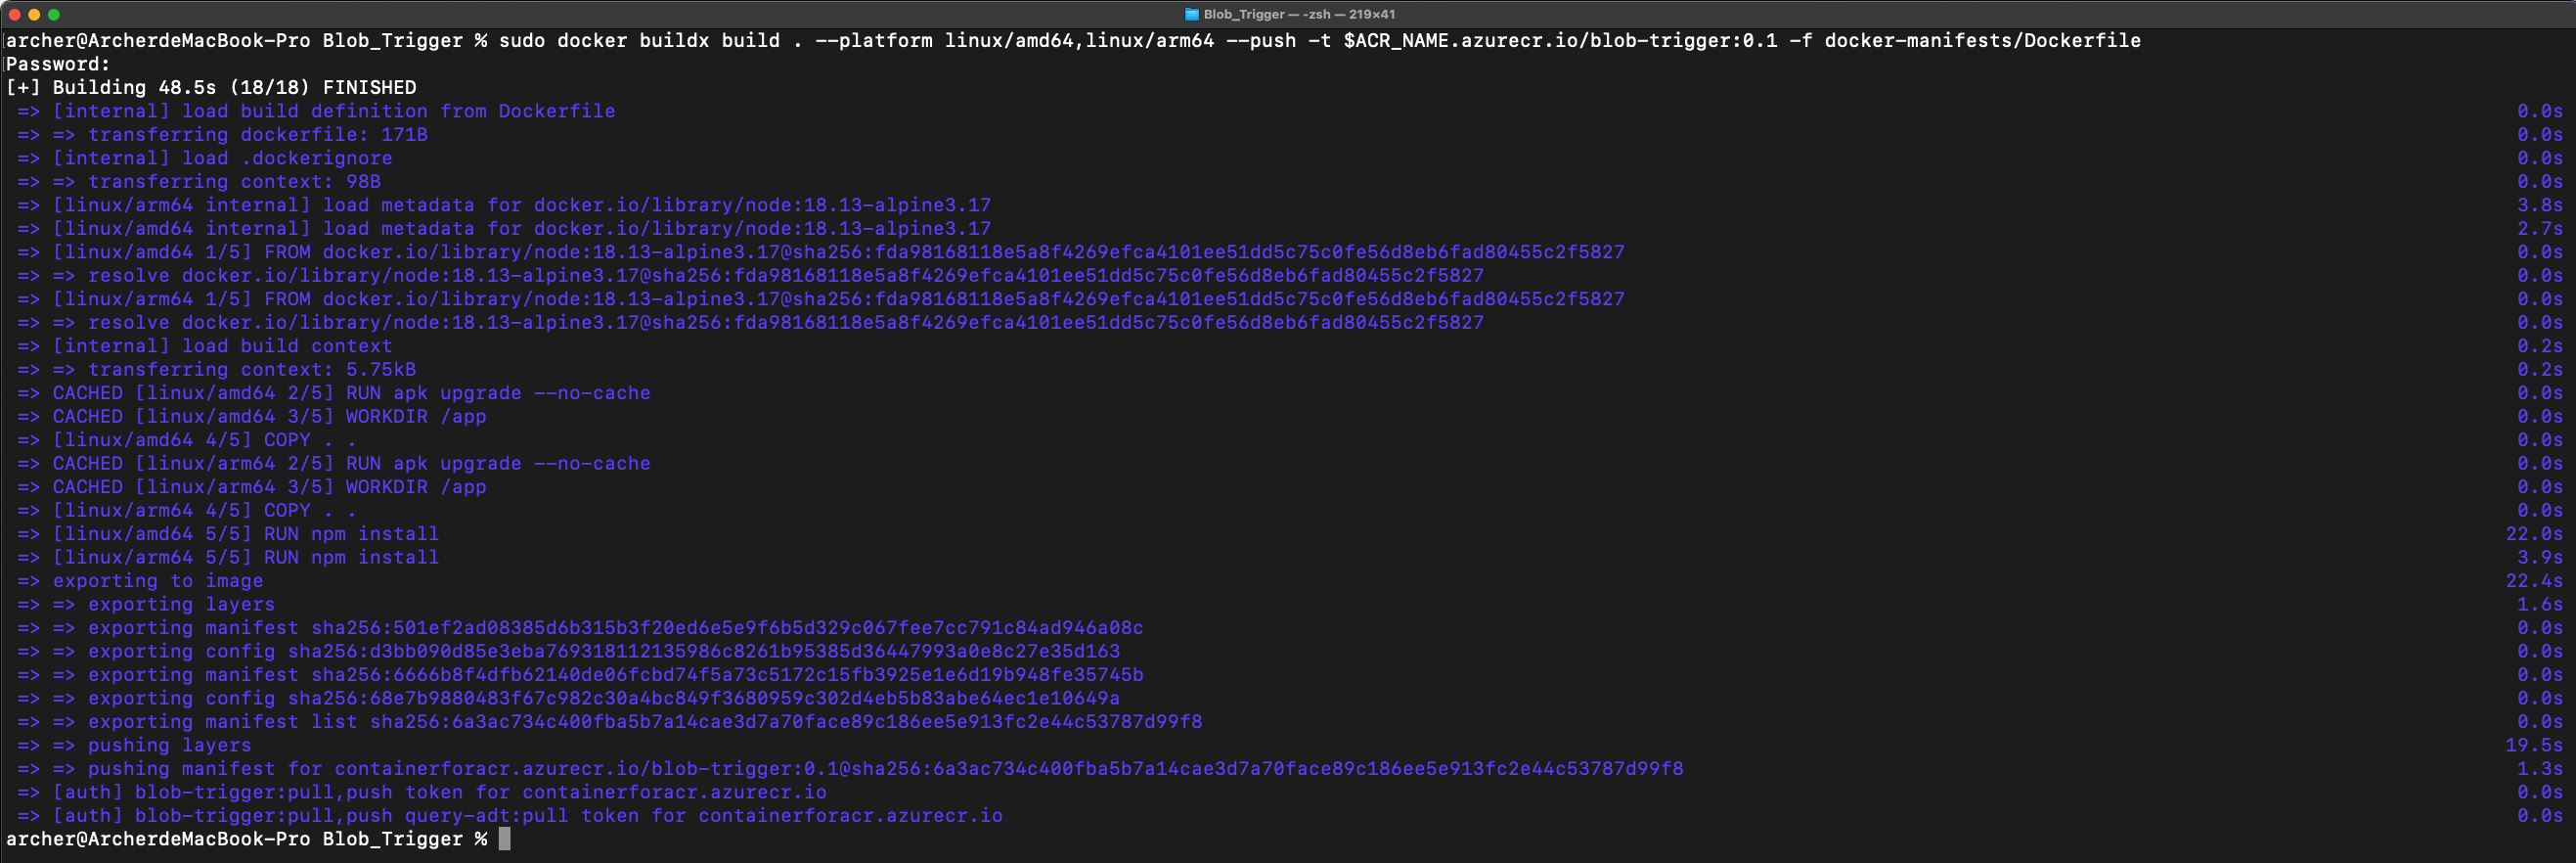 Blob_Trigger — -zsh — 219×41
archer@ArcherdeMacBook-Pro Blob_Trigger % sudo docker buildx build . --platform linux/amd64,linux/arm64 --push -t $ACR_NAME.azurecr.io/blob-trigger:0.1 -f docker-manifests/Dockerfile
Password:
[+] Building 48.5s (18/18) FINISHED
=> [internal] load build definition from Dockerfile 0.0s
=> => transferring dockerfile: 171B 0.0s
=> [internal] load .dockerignore 0.0s
=> => transferring context: 98B 0.0s
=> [linux/arm64 internal] load metadata for docker.io/library/node:18.13-alpine3.17 3.8s
=> [linux/amd64 internal] load metadata for docker.io/library/node:18.13-alpine3.17 2.7s
=> [linux/amd64 1/5] FROM docker.io/library/node:18.13-alpine3.17@sha256:fda98168118e5a8f4269efca4101ee51dd5c75c0fe56d8eb6fad80455c2f5827 0.0s
=> => resolve docker.io/library/node:18.13-alpine3.17@sha256:fda98168118e5a8f4269efca4101ee51dd5c75c0fe56d8eb6fad80455c2f5827 0.0s
=> [linux/arm64 1/5] FROM docker.io/library/node:18.13-alpine3.17@sha256:fda98168118e5a8f4269efca4101ee51dd5c75c0fe56d8eb6fad80455c2f5827 0.0s
=> => resolve docker.io/library/node:18.13-alpine3.17@sha256:fda98168118e5a8f4269efca4101ee51dd5c75c0fe56d8eb6fad80455c2f5827 0.0s
=> [internal] load build context 0.2s
=> => transferring context: 5.75kB 0.2s
=> CACHED [linux/amd64 2/5] RUN apk upgrade --no-cache 0.0s
=> CACHED [linux/amd64 3/5] WORKDIR /app 0.0s
=> [linux/amd64 4/5] COPY . . 0.0s
=> CACHED [linux/arm64 2/5] RUN apk upgrade --no-cache 0.0s
=> CACHED [linux/arm64 3/5] WORKDIR /app 0.0s
=> [linux/arm64 4/5] COPY . . 0.0s
=> [linux/amd64 5/5] RUN npm install 22.0s
=> [linux/arm64 5/5] RUN npm install 3.9s
=> exporting to image 22.4s
=> => exporting layers 1.6s
=> => exporting manifest sha256:501ef2ad08385d6b315b3f20ed6e5e9f6b5d329c067fee7cc791c84ad946a08c 0.0s
=> => exporting config sha256:d3bb090d85e3eba769318112135986c8261b95385d36447993a0e8c27e35d163 0.0s
=> => exporting manifest sha256:6666b8f4dfb62140de06fcbd74f5a73c5172c15fb3925e1e6d19b948fe35745b 0.0s
=> => exporting config sha256:68e7b9880483f67c982c30a4bc849f3680959c302d4eb5b83abe64ec1e10649a 0.0s
=> => exporting manifest list sha256:6a3ac734c400fba5b7a14cae3d7a70face89c186ee5e913fc2e44c53787d99f8 0.0s
=> => pushing layers 19.5s
=> => pushing manifest for containerforacr.azurecr.io/blob-trigger:0.1@sha256:6a3ac734c400fba5b7a14cae3d7a70face89c186ee5e913fc2e44c53787d99f8 1.3s
=> [auth] blob-trigger:pull,push token for containerforacr.azurecr.io 0.0s
=> [auth] blob-trigger:pull,push query-adt:pull token for containerforacr.azurecr.io 0.0s
archer@ArcherdeMacBook-Pro Blob_Trigger %